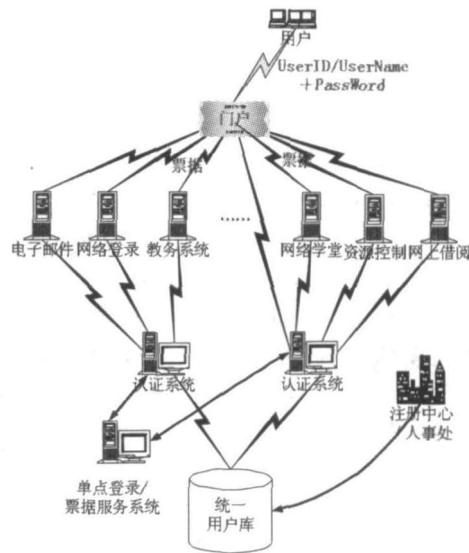 用户
UserID/UserName
+PassWord
门户
票据
票据
电子邮件
网络登录
教务系统
……
网络学堂
资源控制
网上借阅
认证系统
认证系统
注册中心
/人事处
单点登录/
票据服务系统
统一
用户库